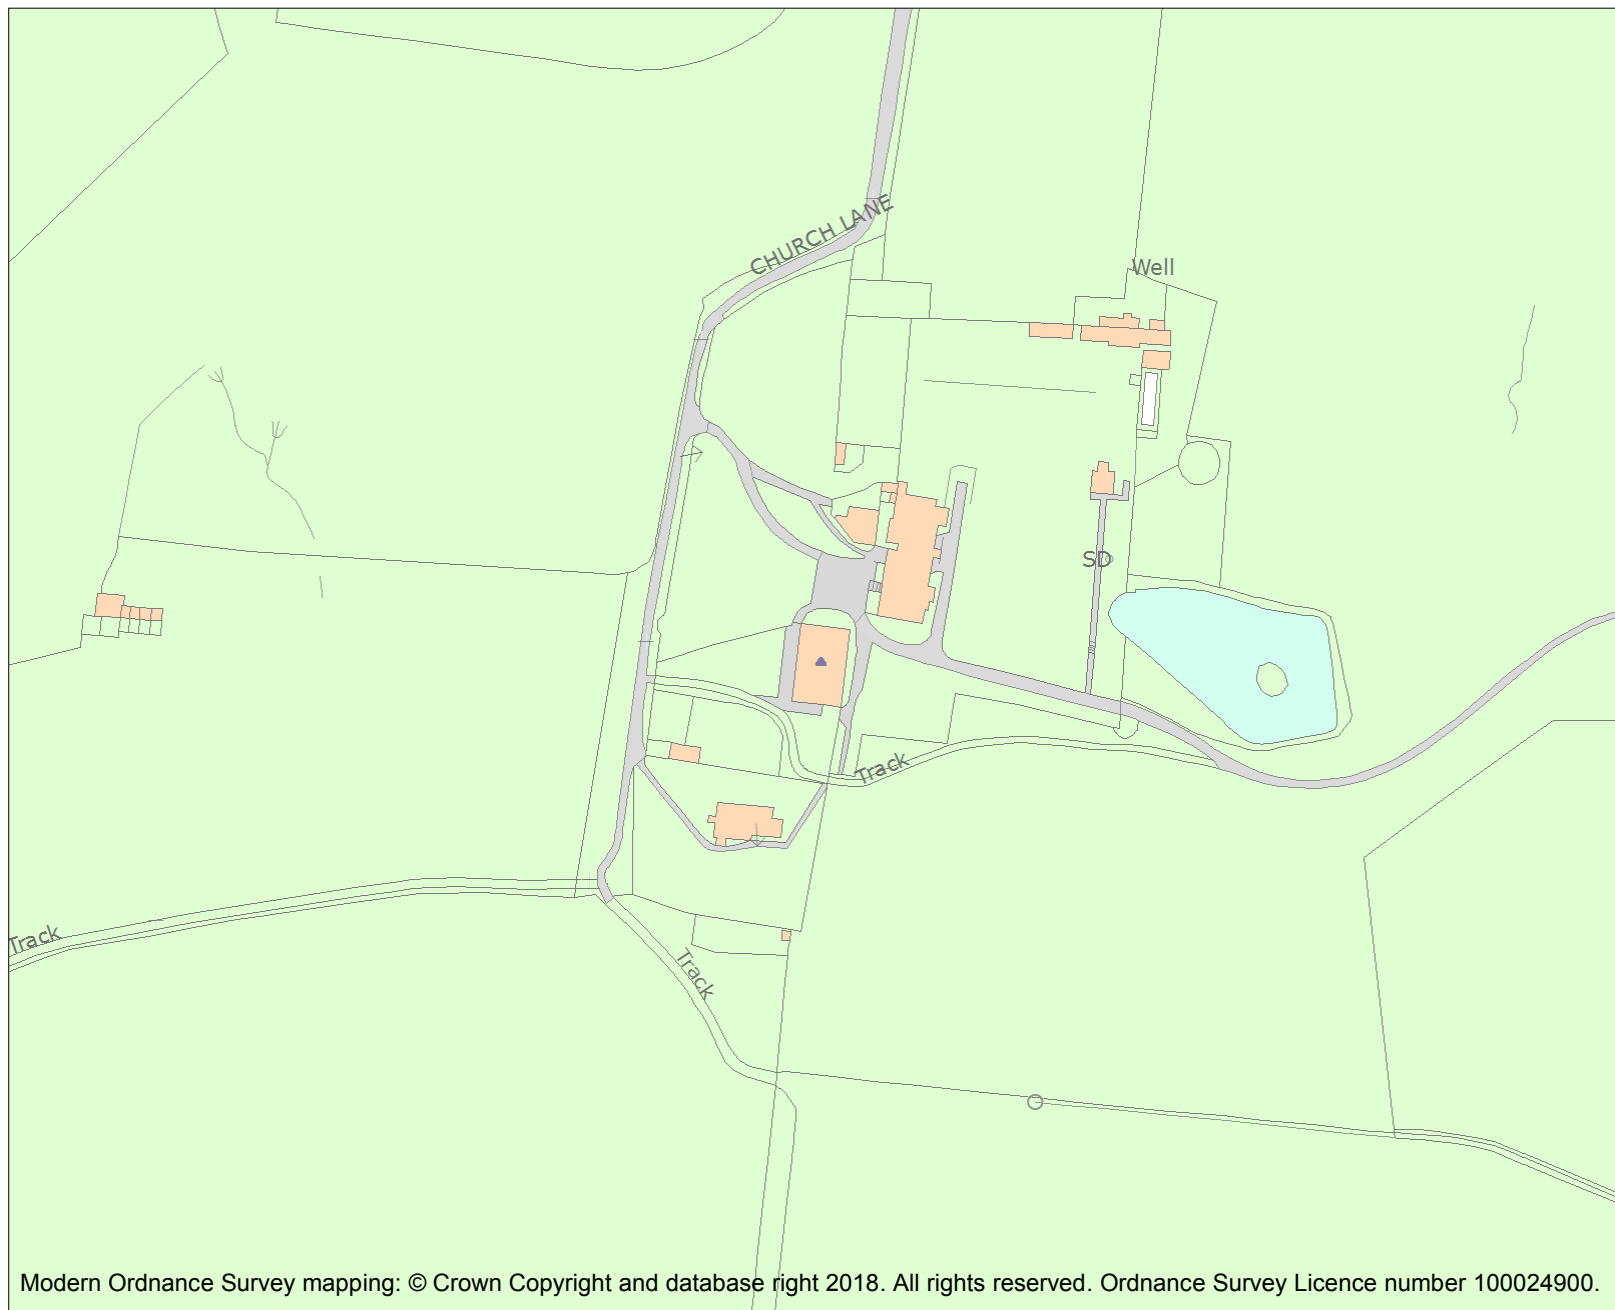 CHURCH LANE
Well
SD
Track
Track
Track
Modern Ordnance Survey mapping: © Crown Copyright and database right 2018. All rights reserved. Ordnance Survey Licence number 100024900.